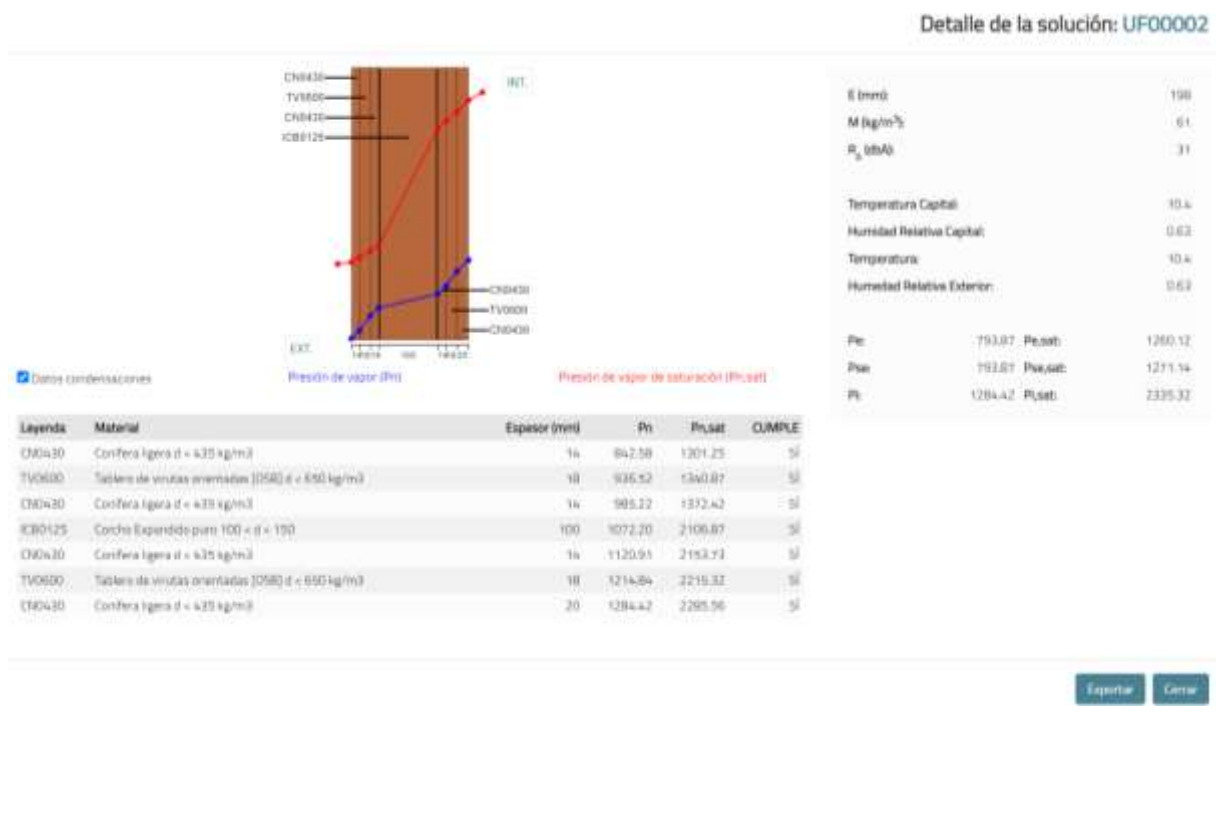 Detalle de la solución: UF00002
CN0430
TV0600
CN0430
ICB0125
INT.
CN0430
TV0600
CN0430
EXT.
100
Datos condensaciones
Presión de vapor (Pn)
Presión de vapor de saturación (Pn,sat)
E (mm): 198
M (kg/m²): 61
R (dbA): 31
Temperatura Capital: 10.4
Humidad Relativa Capital: 0.63
Temperatura: 10.4
Humedad Relativa Exterior: 0.63
Pe: 793.87 Pe,sat: 1260.12
Pse: 793.87 Pse,sat: 1271.14
Pi: 1284.42 Pi,sat: 2335.32
Leyenda Material Espesor (mm) Pn Pn,sat CUMPLE
CN0430 Conífera ligera d < 435 kg/m3 14 842.58 1301.25 SÍ
TV0600 Tablero de virutas orientadas [OSB] d < 650 kg/m3 18 936.52 1340.87 SÍ
CN0430 Conífera ligera d < 435 kg/m3 14 985.22 1372.42 SÍ
ICB0125 Corcho Expandido puro 100 < d < 150 100 1072.20 2106.87 SÍ
CN0430 Conífera ligera d < 435 kg/m3 14 1120.91 2153.73 SÍ
TV0600 Tablero de virutas orientadas [OSB] d < 650 kg/m3 18 1214.84 2215.32 SÍ
CN0430 Conífera ligera d < 435 kg/m3 20 1284.42 2285.56 SÍ
Exportar Cerrar